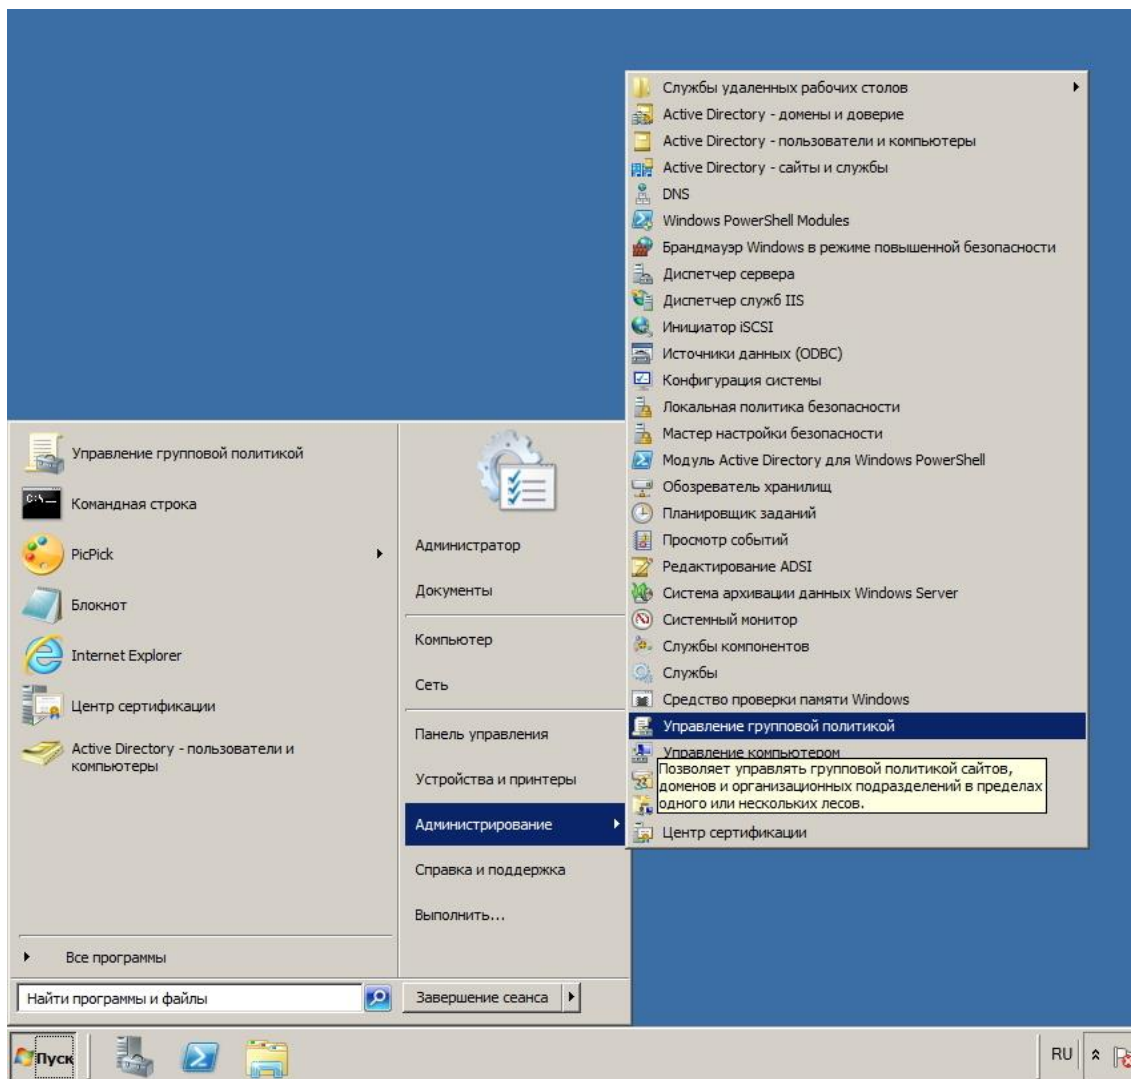 Службы удаленных рабочих столов
Active Directory - домены и доверие
Active Directory - пользователи и компьютеры
Active Directory - сайты и службы
DNS
Windows PowerShell Modules
Брандмауэр Windows в режиме повышенной безопасности
Диспетчер сервера
Диспетчер служб IIS
Инициатор iSCSI
Источники данных (ODBC)
Конфигурация системы
Локальная политика безопасности
Мастер настройки безопасности
Модуль Active Directory для Windows PowerShell
Обозреватель хранилищ
Планировщик заданий
Просмотр событий
Редактирование ADSI
Система архивации данных Windows Server
Системный монитор
Службы компонентов
Службы
Средство проверки памяти Windows
Управление групповой политикой
Управление компьютером
Позволяет управлять групповой политикой сайтов,
доменов и организационных подразделений в пределах
одного или нескольких лесов.
Центр сертификации
Управление групповой политикой
C:\
Командная строка
PicPick
Блокнот
Internet Explorer
Центр сертификации
Active Directory - пользователи и
компьютеры
Все программы
Найти программы и файлы
Администратор
Документы
Компьютер
Сеть
Панель управления
Устройства и принтеры
Администрирование
Справка и поддержка
Выполнить...
Завершение сеанса
Пуск
RU